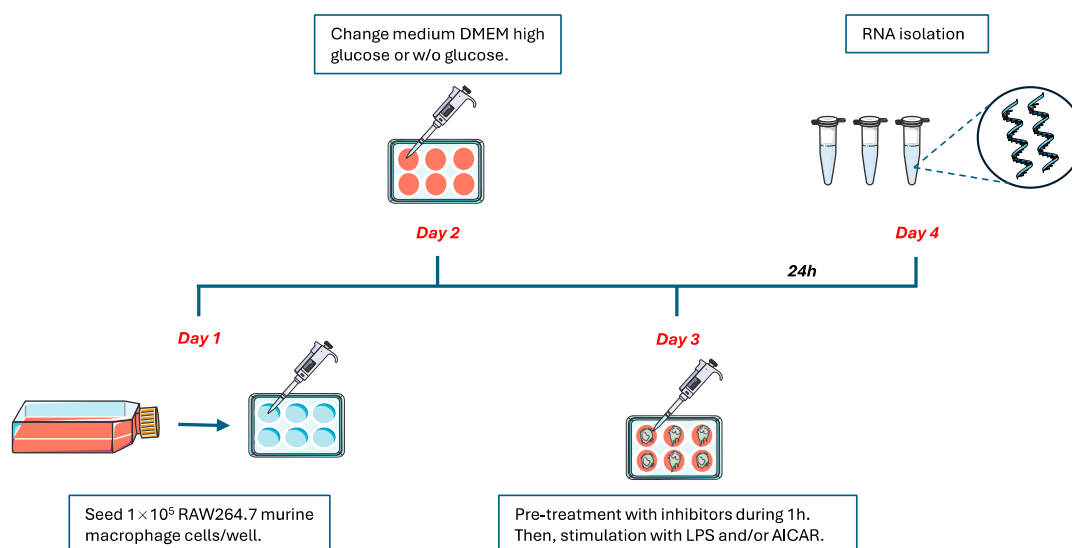 Change medium DMEM high
glucose or w/o glucose.
RNA isolation
Day 2
Day 4
24h
Day 1
Day 3
Seed 1×10⁵ RAW264.7 murine
macrophage cells/well.
Pre-treatment with inhibitors during 1h.
Then, stimulation with LPS and/or AICAR.